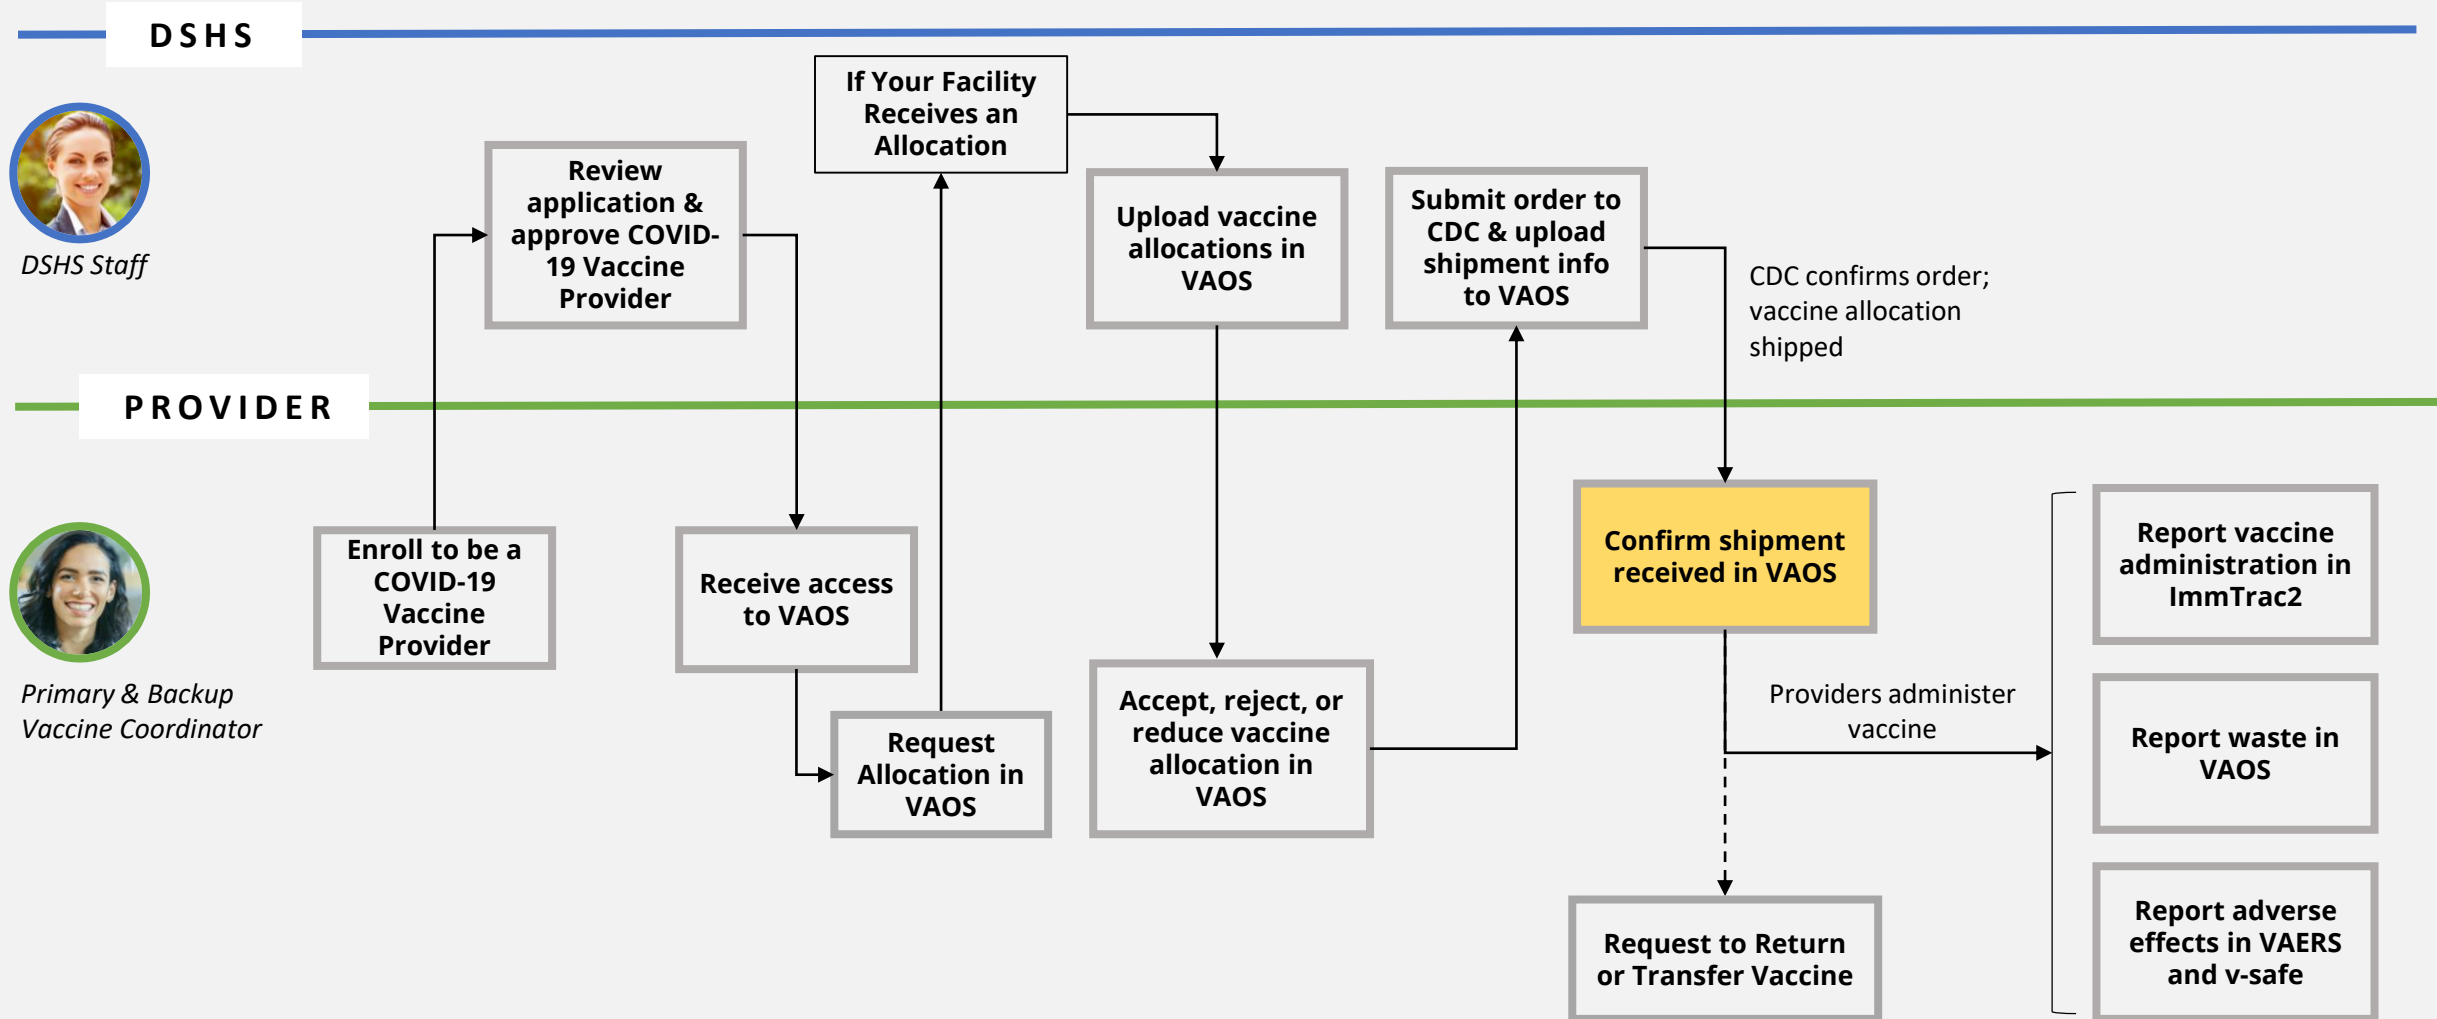 DSHS
If Your Facility
Receives an
Allocation
Review
application &
approve COVID-
19 Vaccine
Provider
Upload vaccine
allocations in
VAOS
Submit order to
CDC & upload
shipment info
to VAOS
DSHS Staff
CDC confirms order;
vaccine allocation
shipped
PROVIDER
Enroll to be a
COVID-19
Vaccine
Provider
Receive access
to VAOS
Request
Allocation in
VAOS
Accept, reject, or
reduce vaccine
allocation in
VAOS
Confirm shipment
received in VAOS
Primary & Backup
Vaccine Coordinator
Providers administer
vaccine
Report vaccine
administration in
ImmTrac2
Report waste in
VAOS
Request to Return
or Transfer Vaccine
Report adverse
effects in VAERS
and v-safe